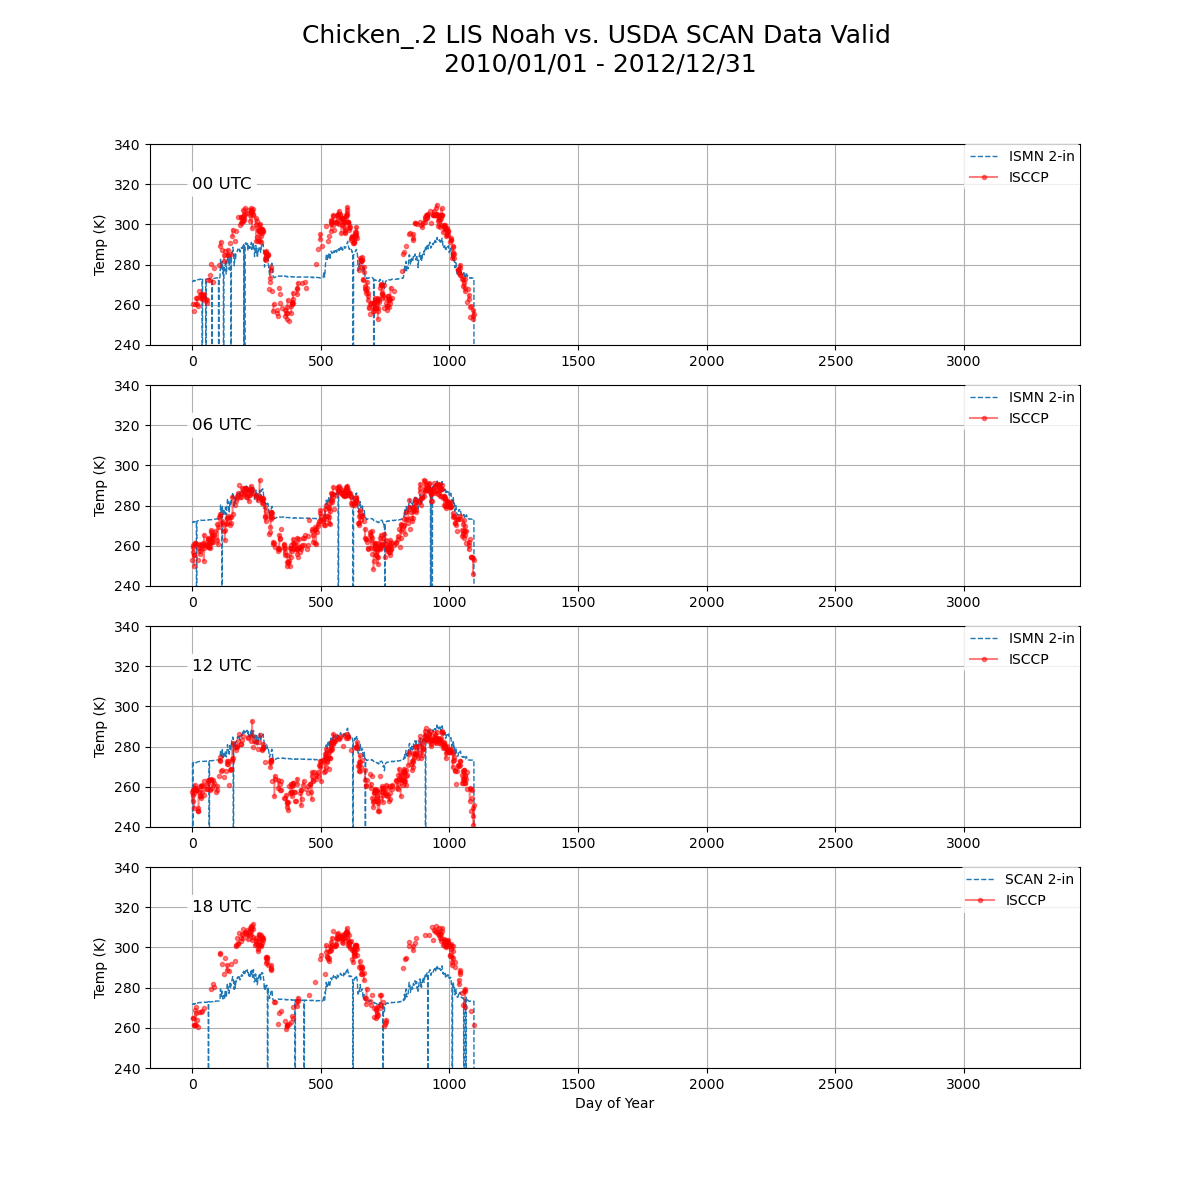 Chicken_.2 LIS Noah vs. USDA SCAN Data Valid
2010/01/01 - 2012/12/31
340
320
300
280
260
240
Temp (K)
00 UTC
ISMN 2-in
ISCCP
0 500 1000 1500 2000 2500 3000
340
320
300
280
260
240
Temp (K)
06 UTC
ISMN 2-in
ISCCP
0 500 1000 1500 2000 2500 3000
340
320
300
280
260
240
Temp (K)
12 UTC
ISMN 2-in
ISCCP
0 500 1000 1500 2000 2500 3000
340
320
300
280
260
240
Temp (K)
18 UTC
SCAN 2-in
ISCCP
0 500 1000 1500 2000 2500 3000
Day of Year